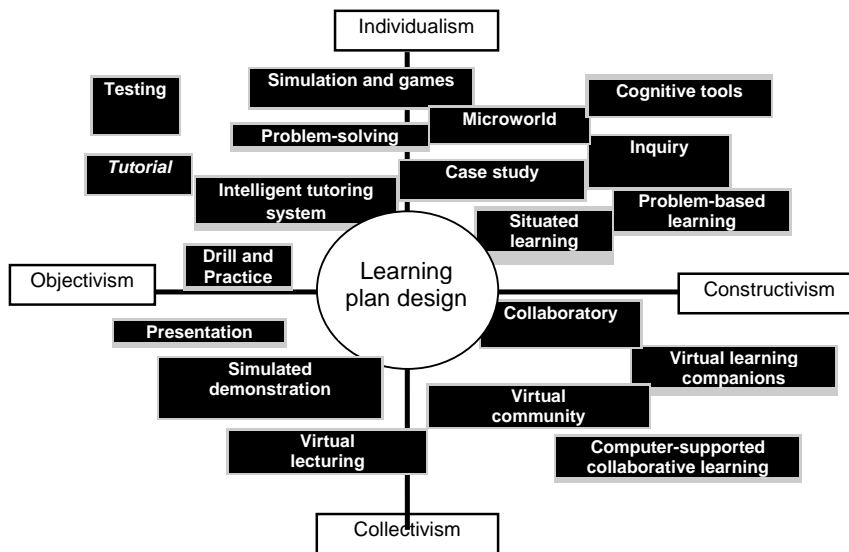 Individualism
Simulation and games
Testing
Cognitive tools
Microworld
Problem-solving
Inquiry
Tutorial
Case study
Intelligent tutoring
system
Problem-based
learning
Situated
learning
Drill and
Practice
Objectivism
Learning
plan design
Constructivism
Collaboratory
Presentation
Virtual learning
companions
Simulated
demonstration
Virtual
community
Virtual
lecturing
Computer-supported
collaborative learning
Collectivism